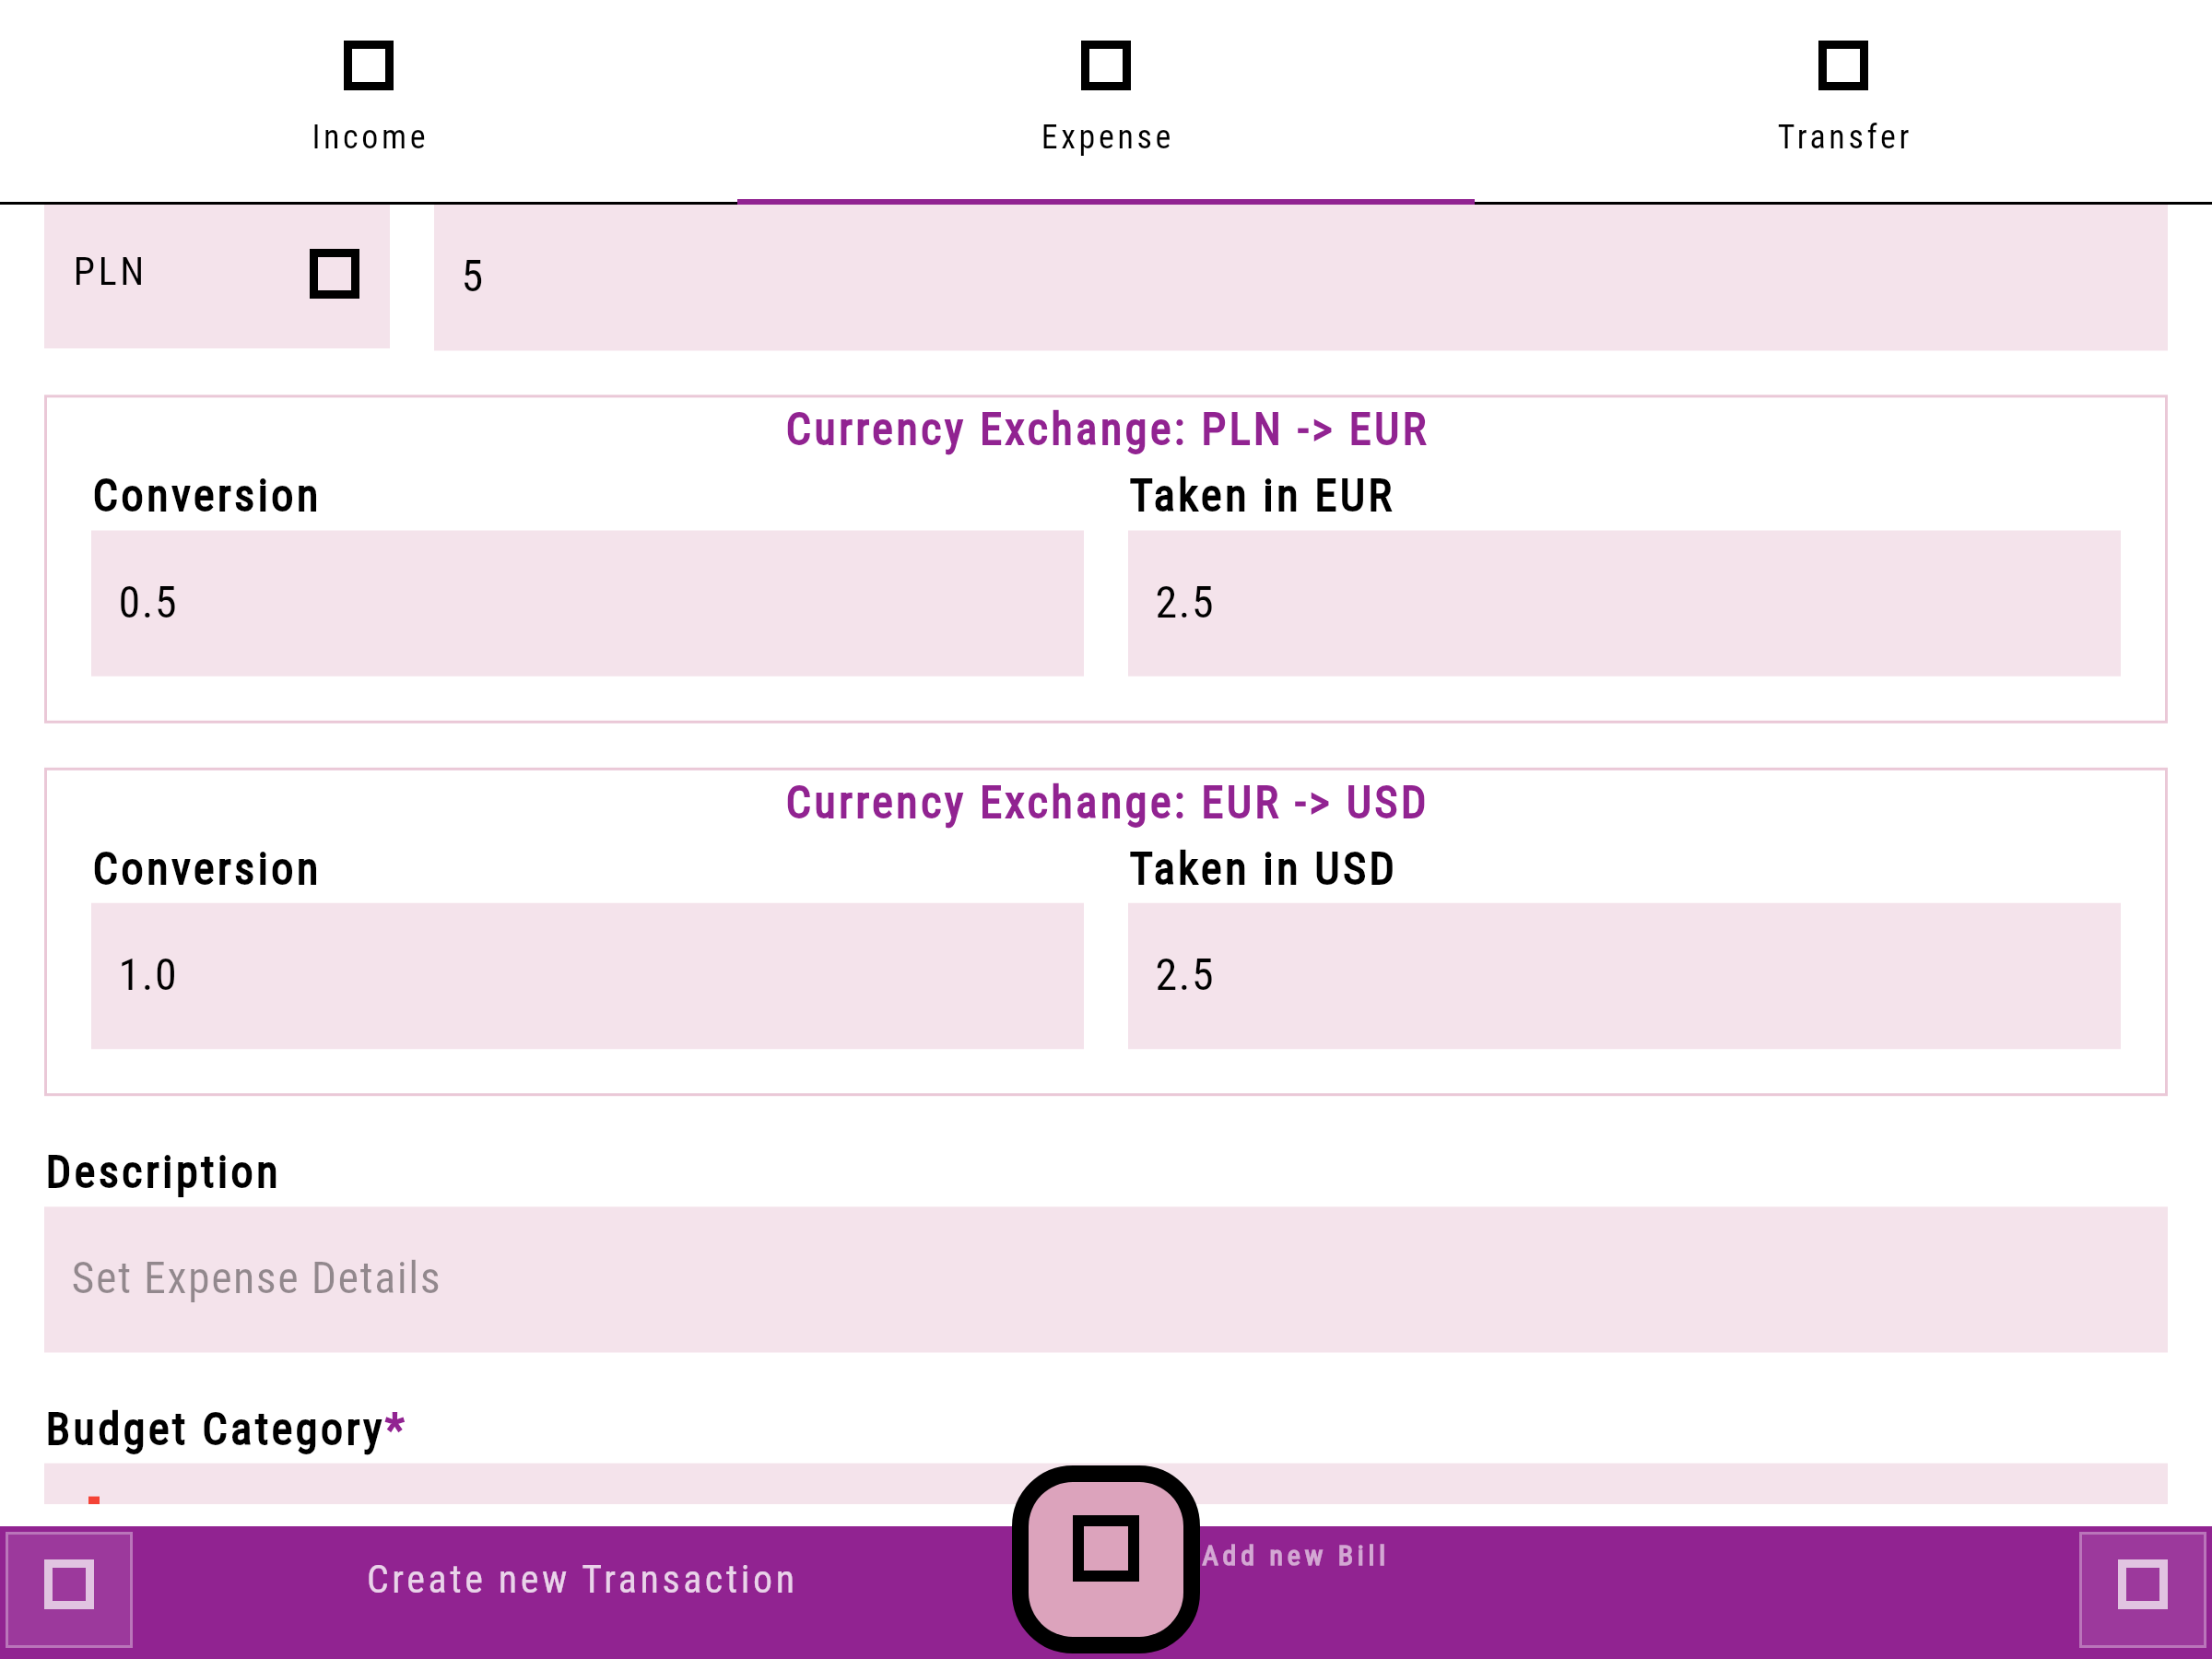 Income Expense Transfer
PLN 5
Currency Exchange: PLN -> EUR
Conversion Taken in EUR
0.5 2.5
Currency Exchange: EUR -> USD
Conversion Taken in USD
1.0 2.5
Description
Set Expense Details
Budget Category*
Create new Transaction Add new Bill